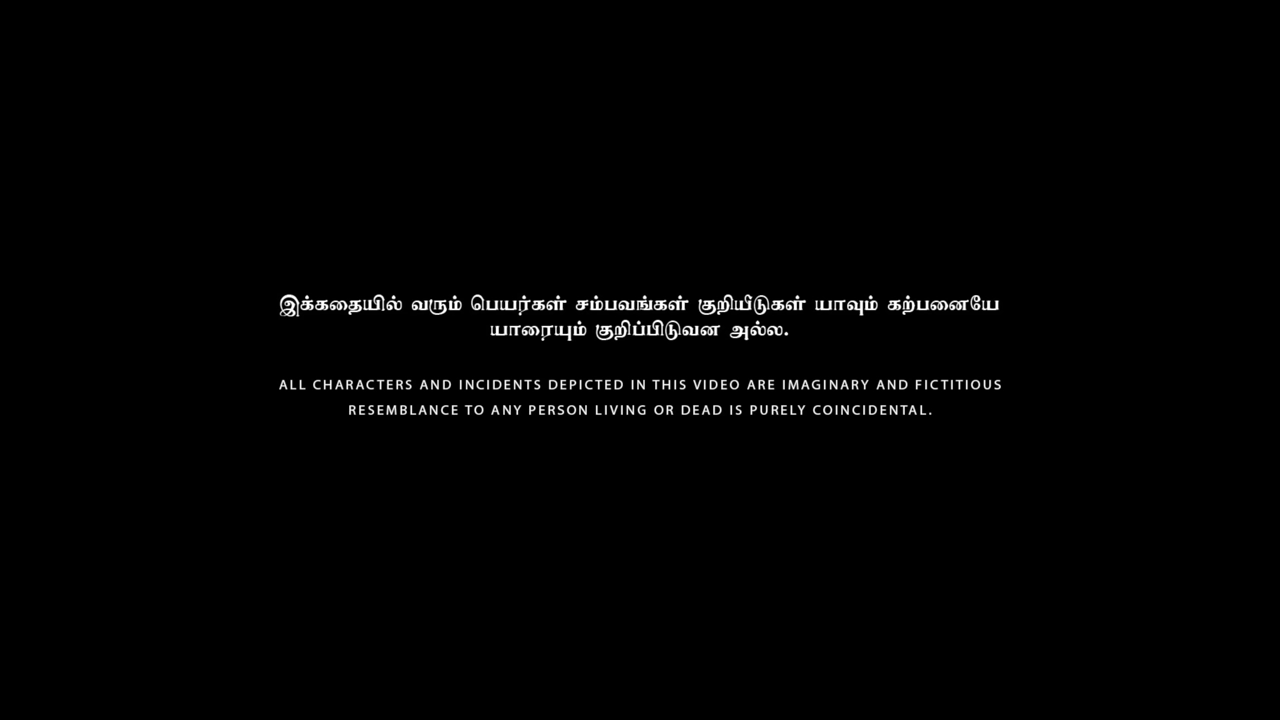 இக்கதையில் வரும் பெயர்கள் சம்பவங்கள் குறியீடுகள் யாவும் கற்பனையே
யாரையும் குறிப்பிடுவன அல்ல.
ALL CHARACTERS AND INCIDENTS DEPICTED IN THIS VIDEO ARE IMAGINARY AND FICTITIOUS
RESEMBLANCE TO ANY PERSON LIVING OR DEAD IS PURELY COINCIDENTAL.